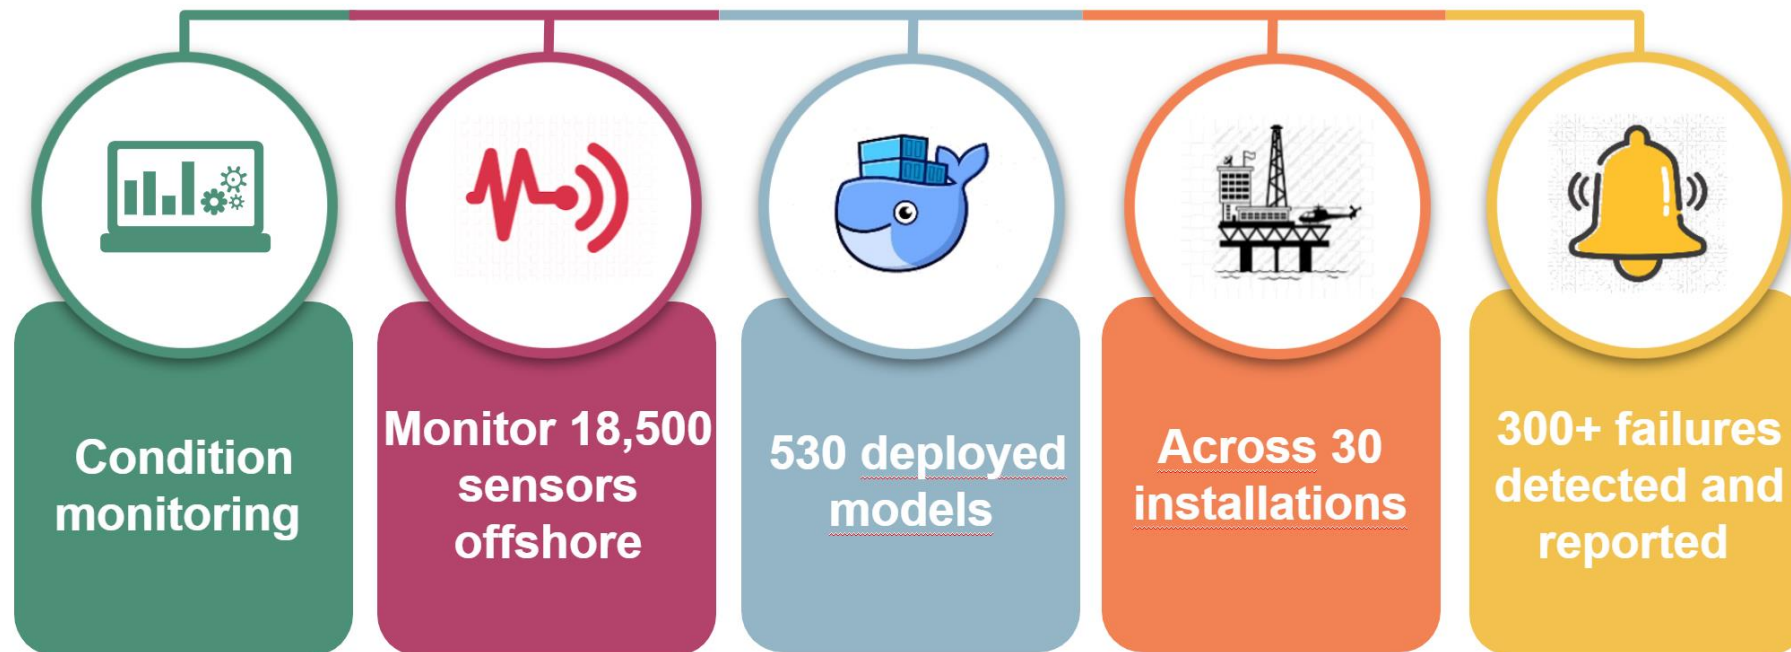 Condition
monitoring
Monitor 18,500
sensors
offshore
530 deployed
models
Across 30
installations
300+ failures
detected and
reported